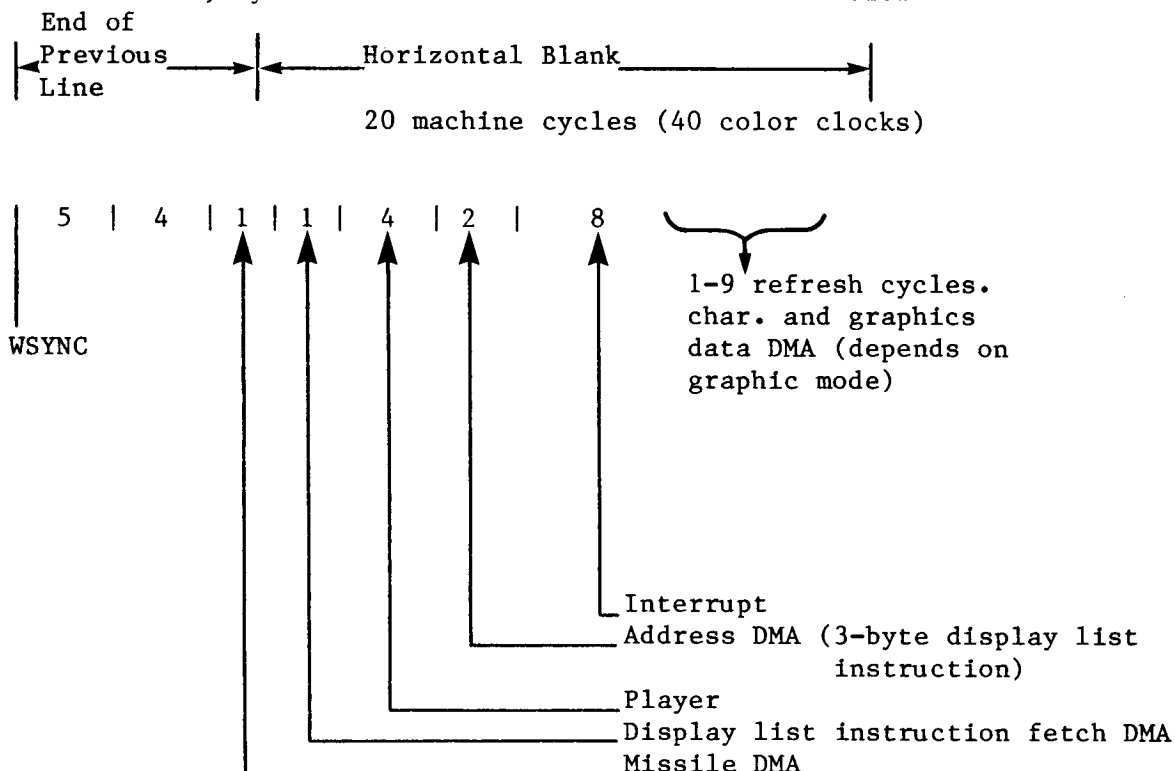 End of
Previous
Line
Horizontal Blank
20 machine cycles (40 color clocks)
5 | 4 | 1 | 1 | 4 | 2 | 8
WSYNC
1-9 refresh cycles.
char. and graphics
data DMA (depends on
graphic mode)
Interrupt
Address DMA (3-byte display list
instruction)
Player
Display list instruction fetch DMA
Missile DMA